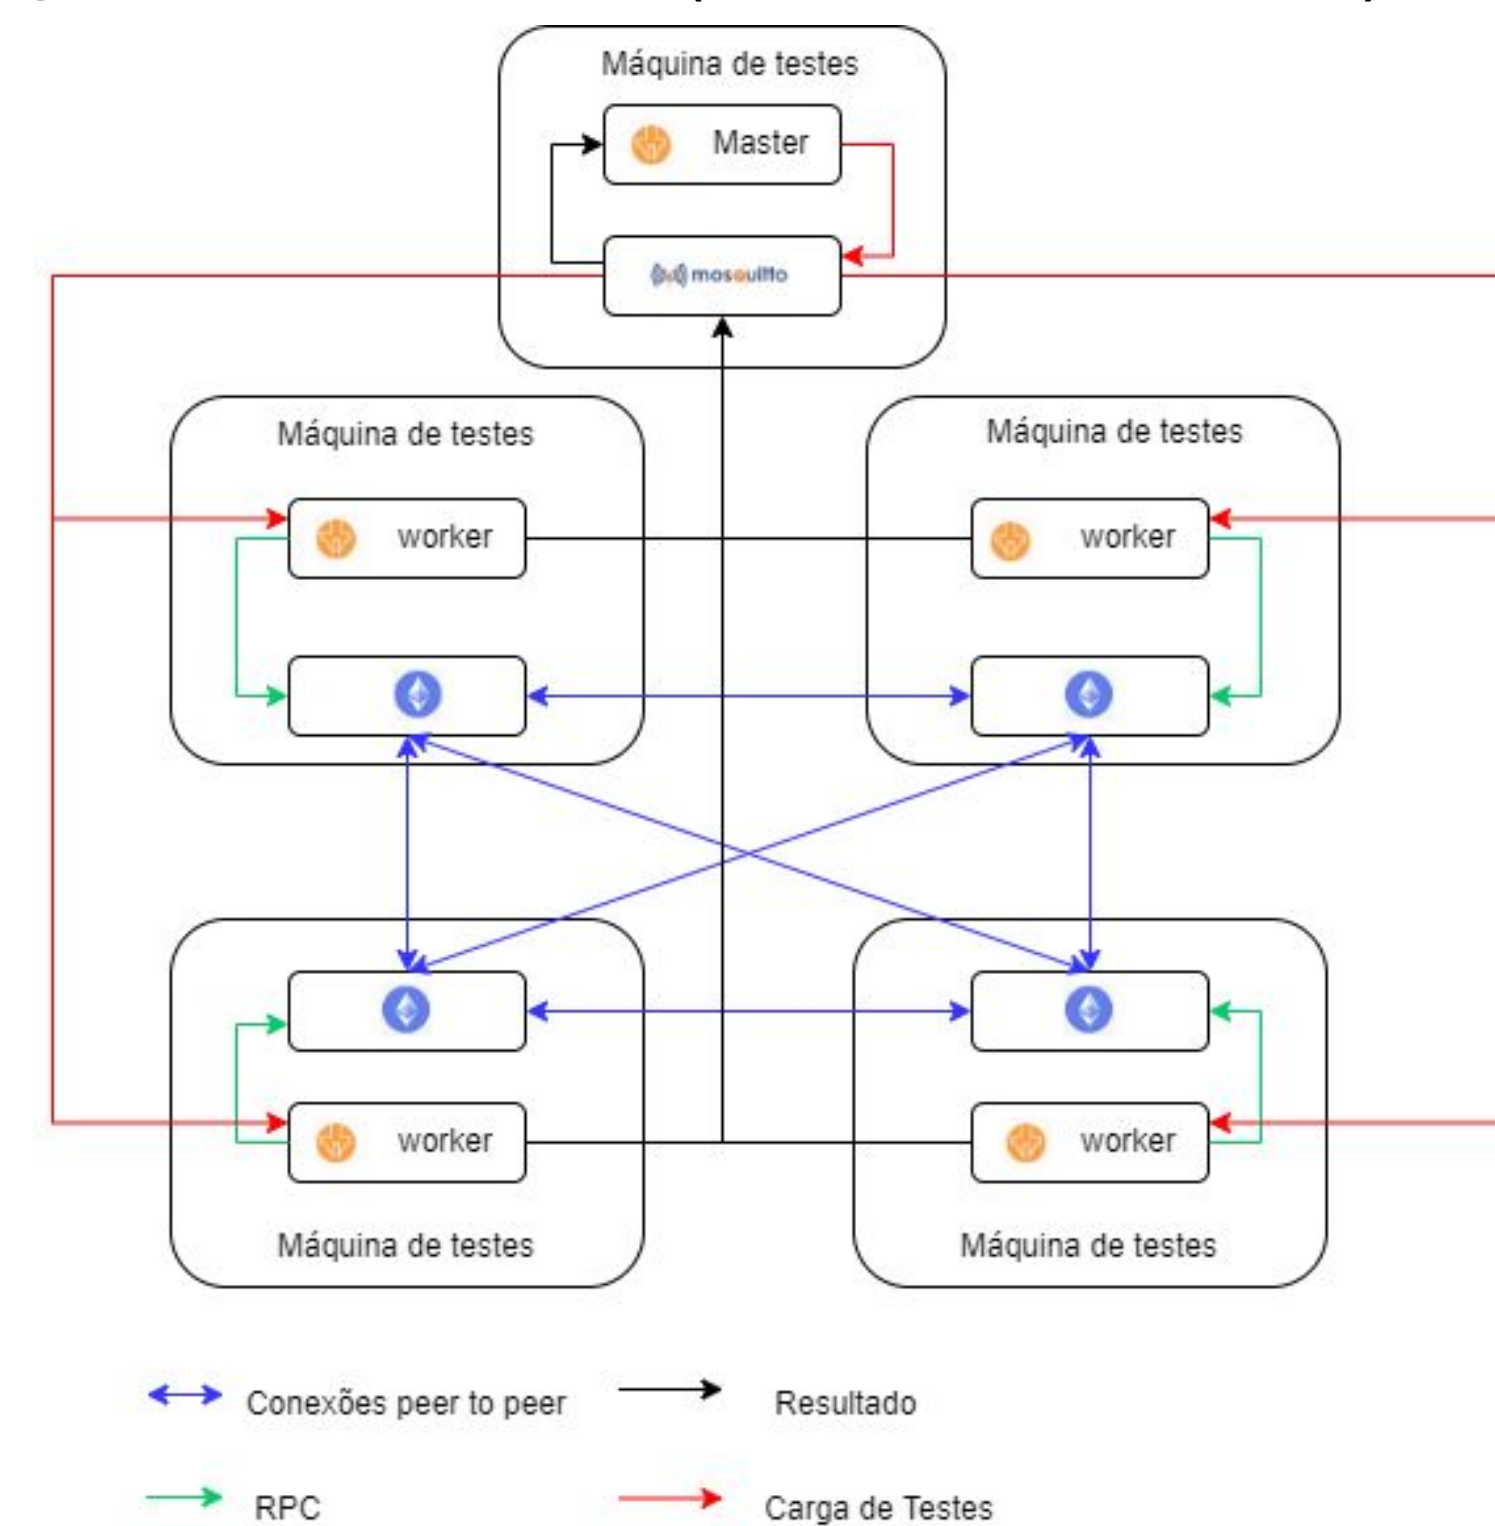 Máquina de testes
Master
mosquitto
Máquina de testes
Máquina de testes
worker
worker
worker
worker
Máquina de testes
Máquina de testes
Conexões peer to peer
Resultado
RPC
Carga de Testes